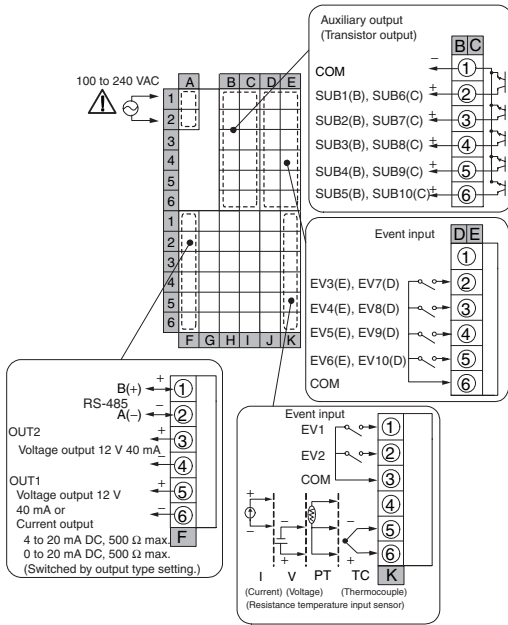 Auxiliary output
(Transistor output)
B C
COM
−
1
SUB1(B), SUB6(C)
+
2
SUB2(B), SUB7(C)
+
3
SUB3(B), SUB8(C)
+
4
SUB4(B), SUB9(C)
+
5
SUB5(B), SUB10(C)
+
6
100 to 240 VAC
A B C D E
1
2
3
4
5
6
1
2
3
4
5
6
F G H I J K
Event input
D E
1
EV3(E), EV7(D)
2
EV4(E), EV8(D)
3
EV5(E), EV9(D)
4
EV6(E), EV10(D)
5
COM
6
B(+)
+
1
RS-485
A(−)
−
2
OUT2
+
3
Voltage output 12 V 40 mA
−
4
OUT1
+
5
Voltage output 12 V
40 mA or
−
6
Current output
F
4 to 20 mA DC, 500 Ω max.
0 to 20 mA DC, 500 Ω max.
(Switched by output type setting.)
Event input
EV1
1
EV2
2
COM
3
4
+
−
−
+
−
+
5
6
I V PT TC
K
(Current) (Voltage) (Thermocouple)
(Resistance temperature input sensor)